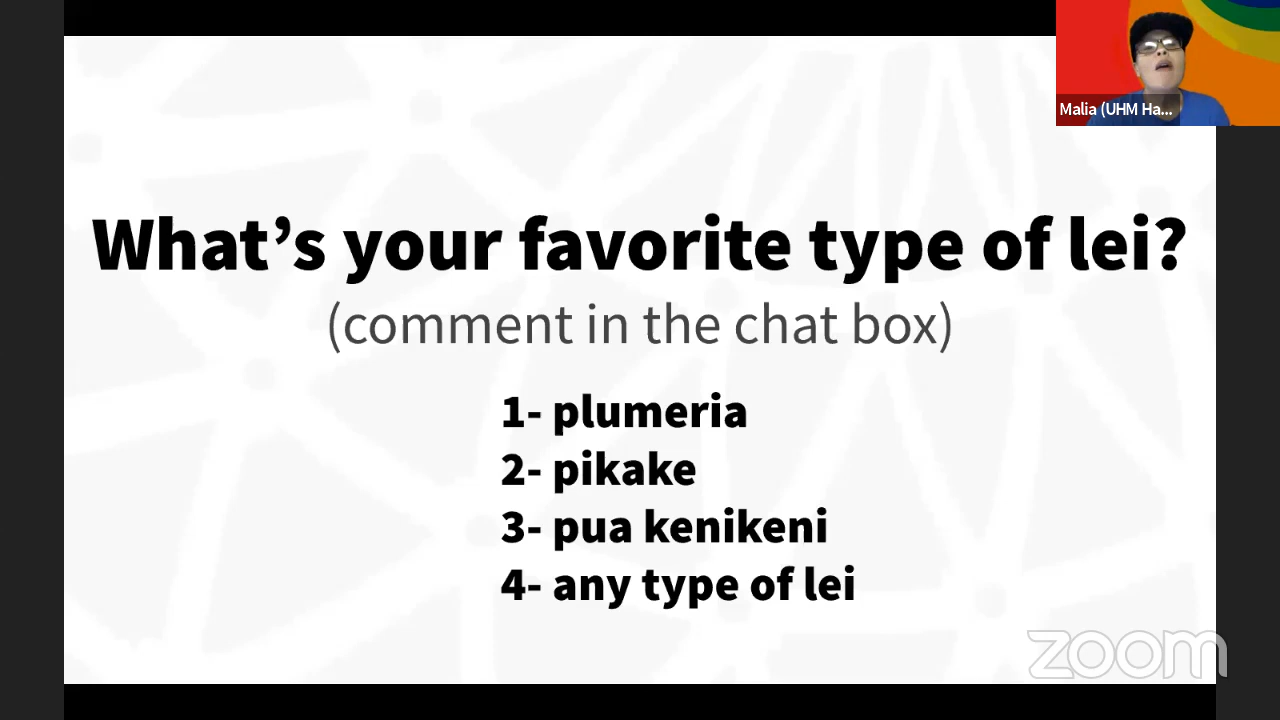 Malia (UHM Ha...
What's your favorite type of lei?
(comment in the chat box)
1- plumeria
2- pikake
3- pua kenikeni
4- any type of lei
zoom